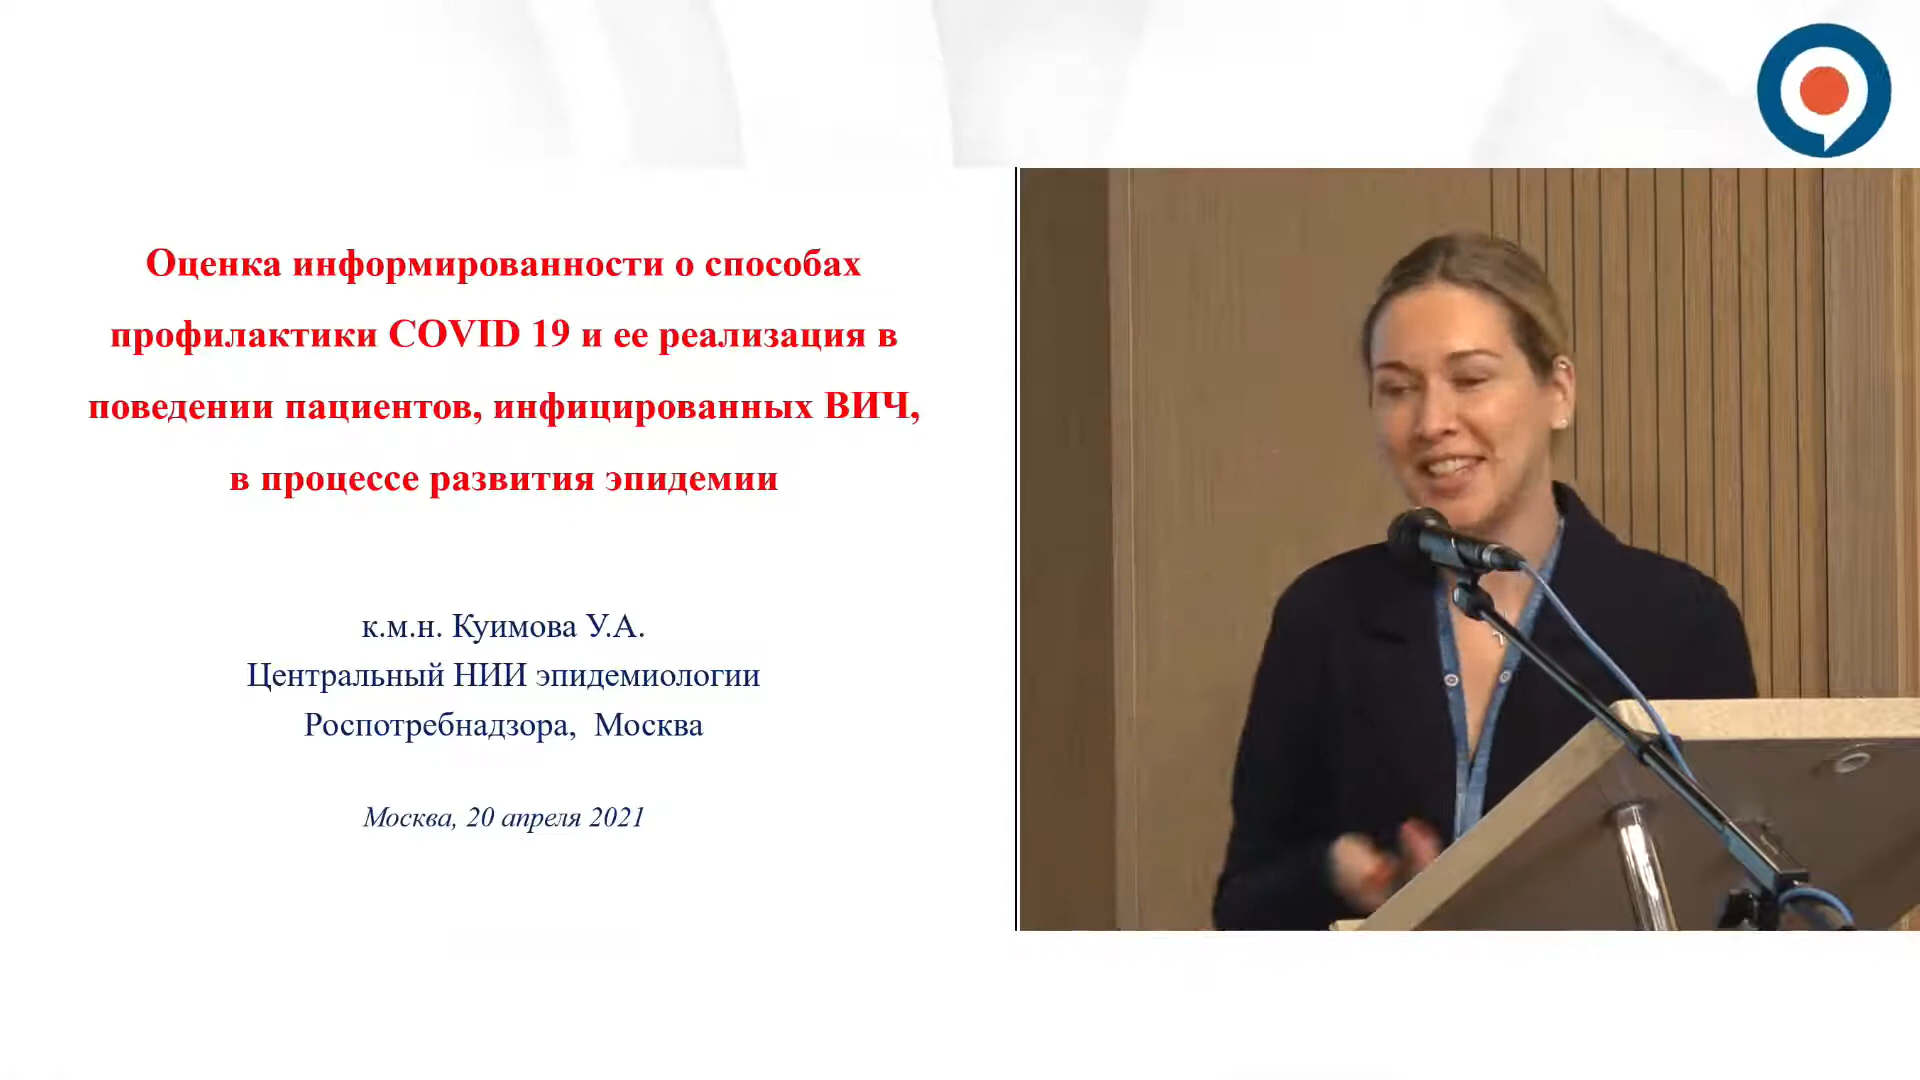 Оценка информированности о способах
профилактики COVID 19 и ее реализация в
поведении пациентов, инфицированных ВИЧ,
в процессе развития эпидемии
к.м.н. Куимова У.А.
Центральный НИИ эпидемиологии
Роспотребнадзора, Москва
Москва, 20 апреля 2021